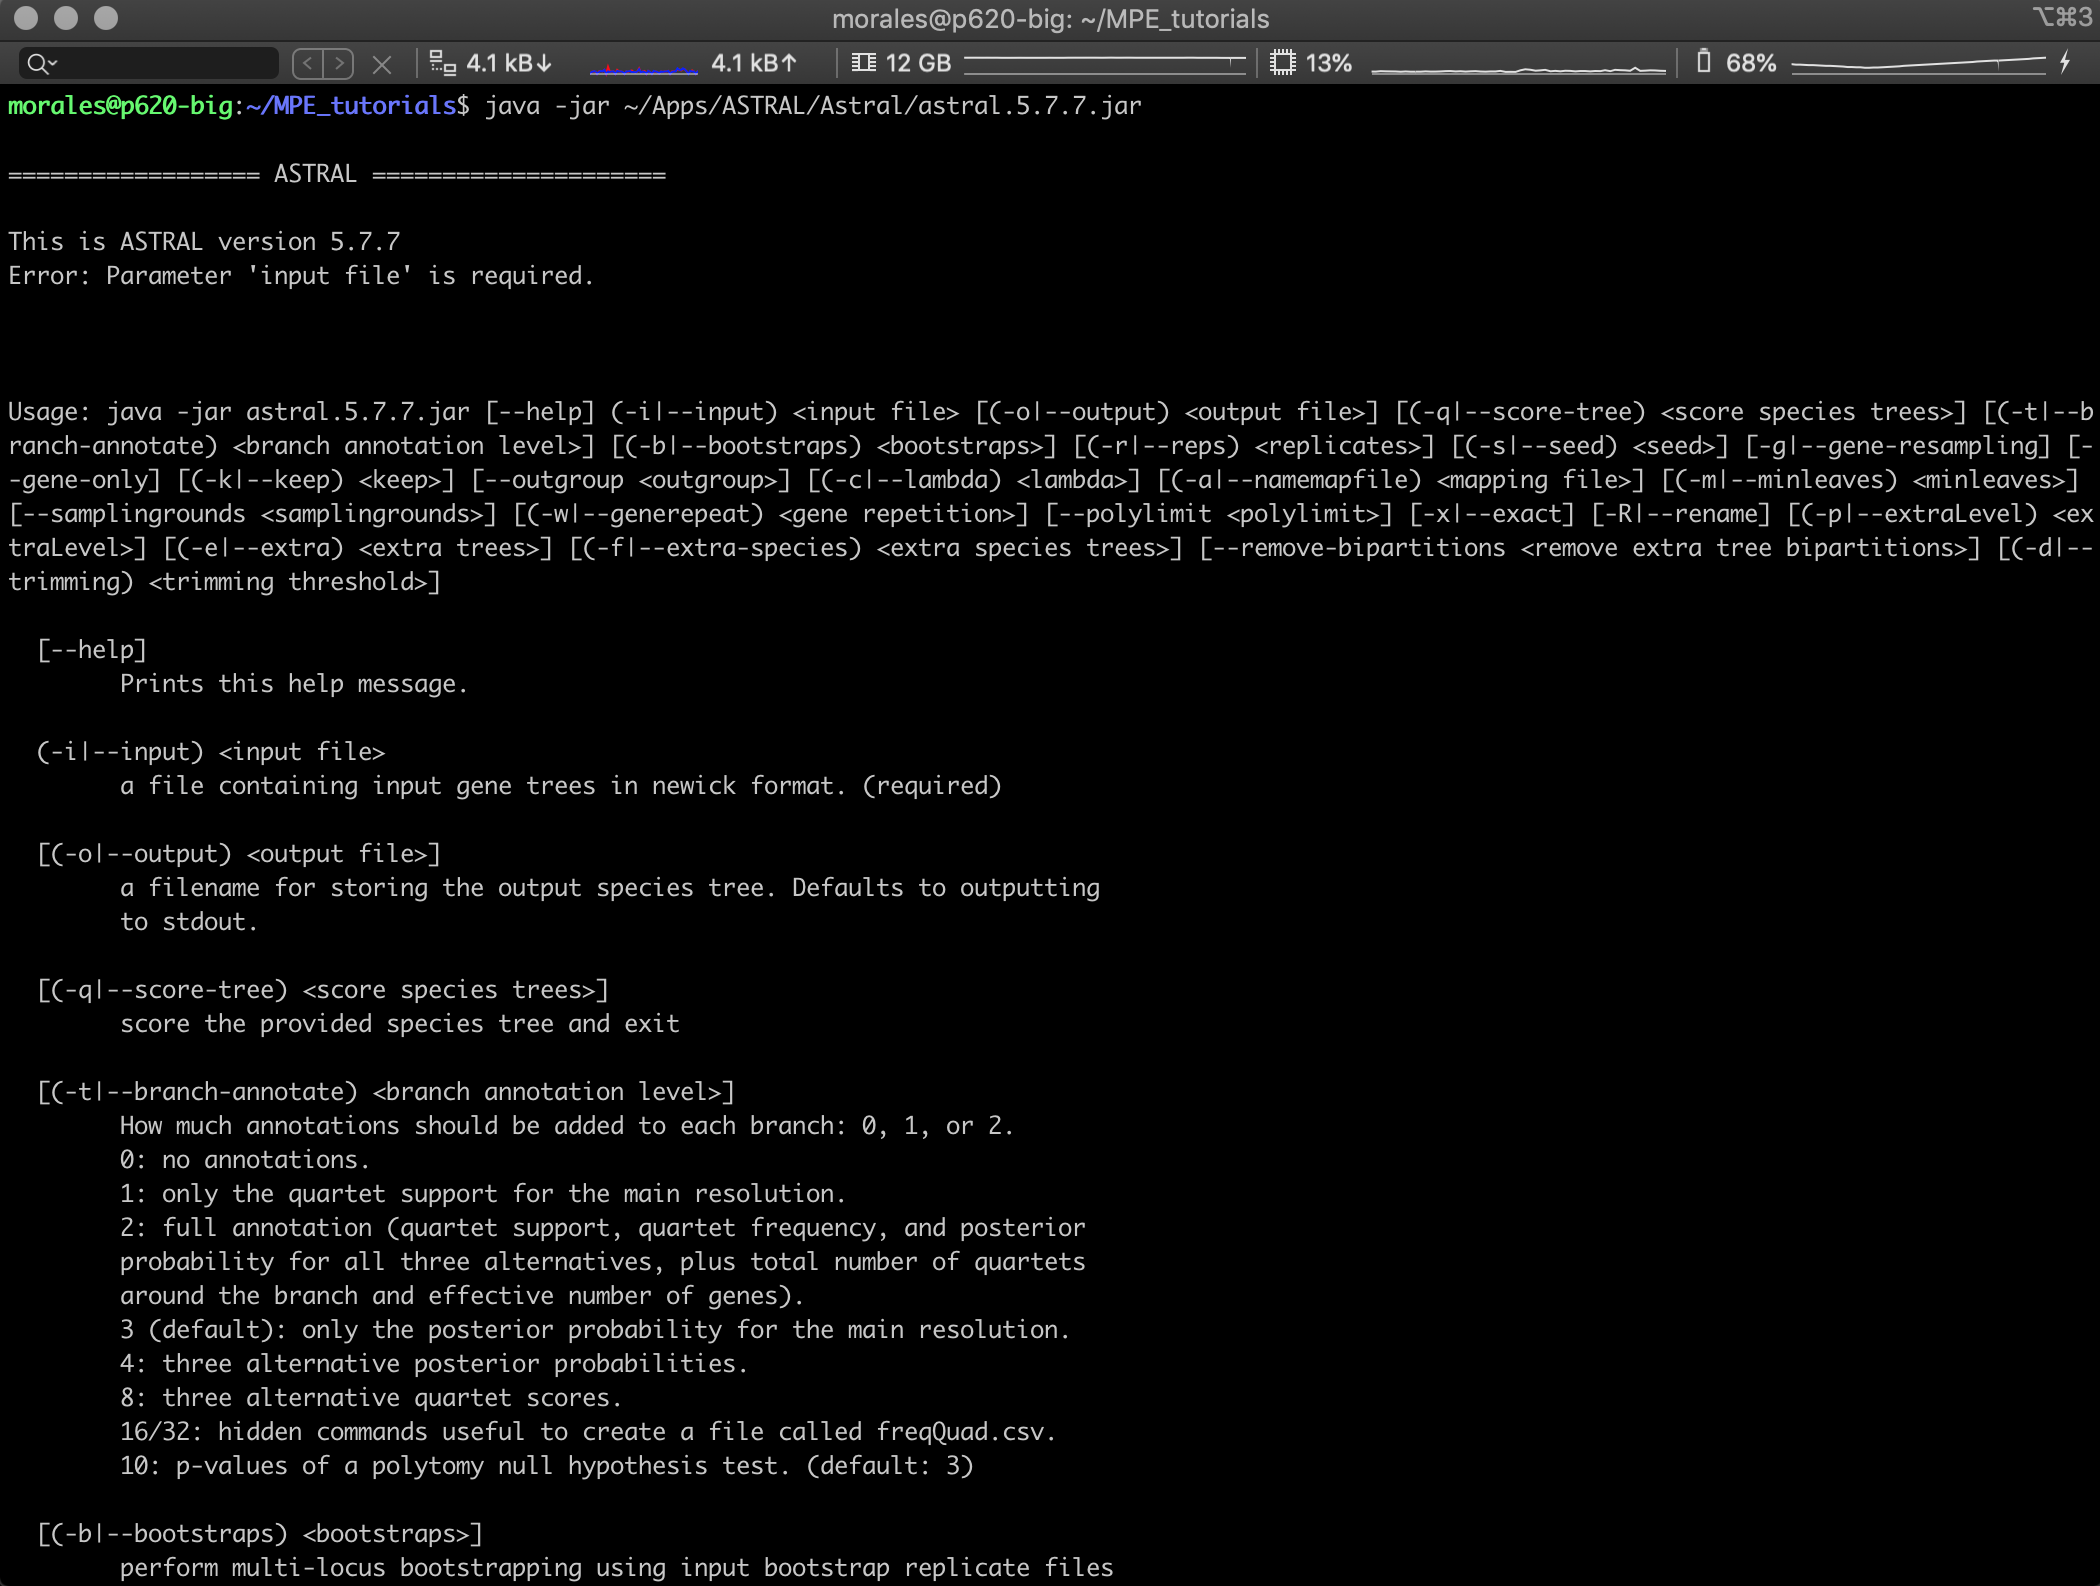 morales@p620-big: ~/MPE_tutorials ⌥⌘3
4.1 kB↓ 4.1 kB↑ 12 GB 13% 68%
morales@p620-big:~/MPE_tutorials$ java -jar ~/Apps/ASTRAL/Astral/astral.5.7.7.jar
================== ASTRAL =====================
This is ASTRAL version 5.7.7
Error: Parameter 'input file' is required.
Usage: java -jar astral.5.7.7.jar [--help] (-i|--input) <input file> [(-o|--output) <output file>] [(-q|--score-tree) <score species trees>] [(-t|--b
ranch-annotate) <branch annotation level>] [(-b|--bootstraps) <bootstraps>] [(-r|--reps) <replicates>] [(-s|--seed) <seed>] [-g|--gene-resampling] [-
-gene-only] [(-k|--keep) <keep>] [--outgroup <outgroup>] [(-c|--lambda) <lambda>] [(-a|--namemapfile) <mapping file>] [(-m|--minleaves) <minleaves>]
[--samplingrounds <samplingrounds>] [(-w|--generepeat) <gene repetition>] [--polylimit <polylimit>] [-x|--exact] [-R|--rename] [(-p|--extraLevel) <ex
traLevel>] [(-e|--extra) <extra trees>] [(-f|--extra-species) <extra species trees>] [--remove-bipartitions <remove extra tree bipartitions>] [(-d|--
trimming) <trimming threshold>]
[--help]
Prints this help message.
(-i|--input) <input file>
a file containing input gene trees in newick format. (required)
[(-o|--output) <output file>]
a filename for storing the output species tree. Defaults to outputting
to stdout.
[(-q|--score-tree) <score species trees>]
score the provided species tree and exit
[(-t|--branch-annotate) <branch annotation level>]
How much annotations should be added to each branch: 0, 1, or 2.
0: no annotations.
1: only the quartet support for the main resolution.
2: full annotation (quartet support, quartet frequency, and posterior
probability for all three alternatives, plus total number of quartets
around the branch and effective number of genes).
3 (default): only the posterior probability for the main resolution.
4: three alternative posterior probabilities.
8: three alternative quartet scores.
16/32: hidden commands useful to create a file called freqQuad.csv.
10: p-values of a polytomy null hypothesis test. (default: 3)
[(-b|--bootstraps) <bootstraps>]
perform multi-locus bootstrapping using input bootstrap replicate files